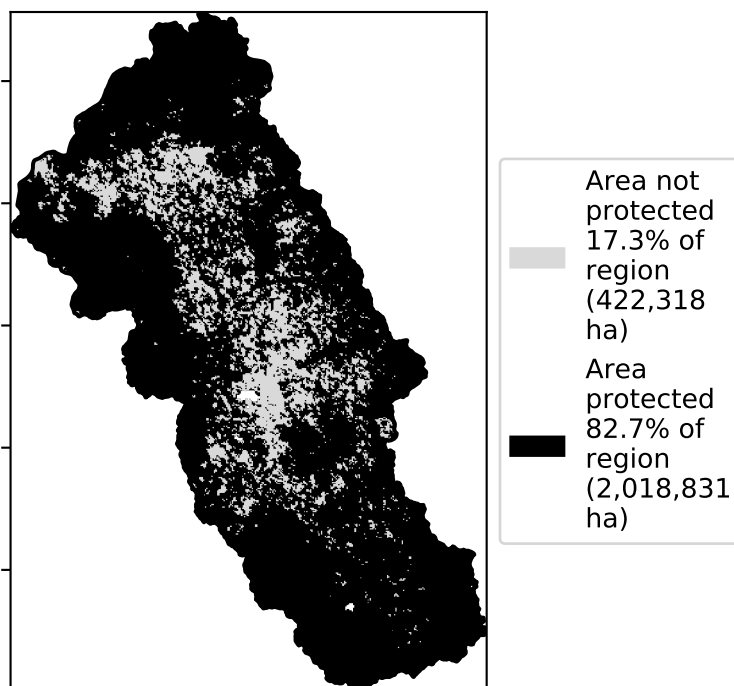 Area not
protected
17.3% of
region
(422,318
ha)
Area
protected
82.7% of
region
(2,018,831
ha)